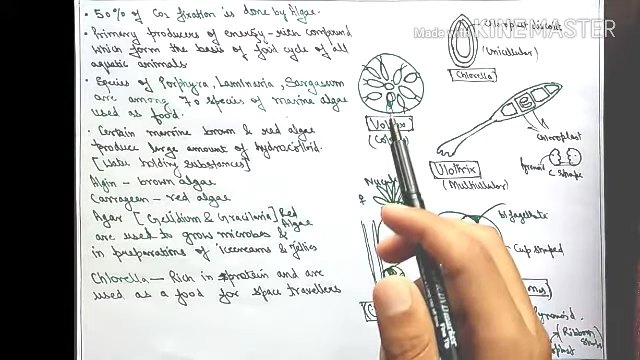 • 50% of CO2 fixation is done by Algae.
• Primary producers of energy-rich compound
which form the basis of food cycle of all
aquatic animals
• Species of Porphyra, Laminaria, Sargassum
are among 70 species of marine algae
used as food.
• Certain marine brown & red algae
produce large amount of hydrocolloid.
[Water holding substances]
Algin — brown algae
Carrageen — red algae
Agar [Gelidium & Gracilaria] Red Algae
are used to grow microbes &
in preparations of icecreams & Jellies
Chlorella — Rich in protein and are
used as a food for space travellers
Chloroplast
(Unicellular)
Chlorella
Made with KINEMASTER
Volvox
Chloroplast
Pyrenoid
C shape
Ulothrix
(Multicellular)
biflagellate
Cup shaped
Pyrenoid
(Ribbon